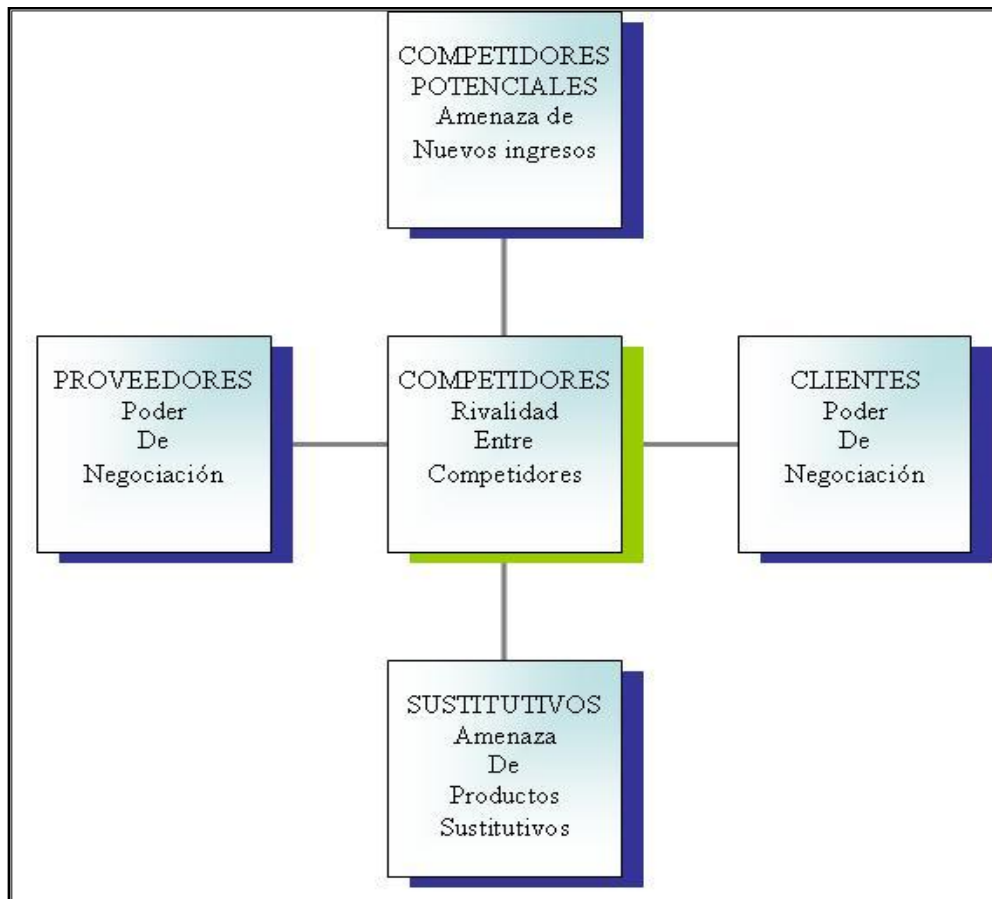 COMPETIDORES
POTENCIALES
Amenaza de
Nuevos ingresos
PROVEEDORES
Poder
De
Negociación
COMPETIDORES
Rivalidad
Entre
Competidores
CLIENTES
Poder
De
Negociación
SUSTITUTIVOS
Amenaza
De
Productos
Sustitutivos